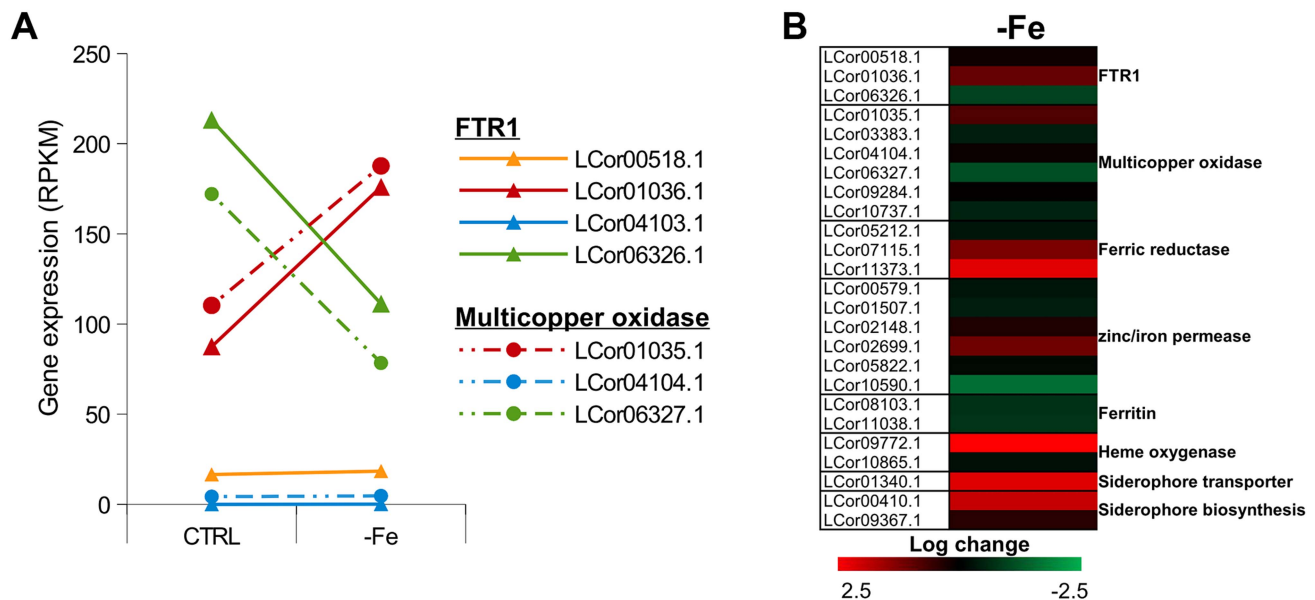 A
250
200
150
100
50
0
Gene expression (RPKM)
CTRL
-Fe
FTR1
LCor00518.1
LCor01036.1
LCor04103.1
LCor06326.1
Multicopper oxidase
LCor01035.1
LCor04104.1
LCor06327.1
B
-Fe
LCor00518.1
LCor01036.1
LCor06326.1
FTR1
LCor01035.1
LCor03383.1
LCor04104.1
LCor06327.1
LCor09284.1
LCor10737.1
Multicopper oxidase
LCor05212.1
LCor07115.1
LCor11373.1
Ferric reductase
LCor00579.1
LCor01507.1
LCor02148.1
LCor02699.1
LCor05822.1
LCor10590.1
zinc/iron permease
LCor08103.1
LCor11038.1
Ferritin
LCor09772.1
LCor10865.1
Heme oxygenase
LCor01340.1
Siderophore transporter
LCor00410.1
LCor09367.1
Siderophore biosynthesis
Log change
2.5
-2.5